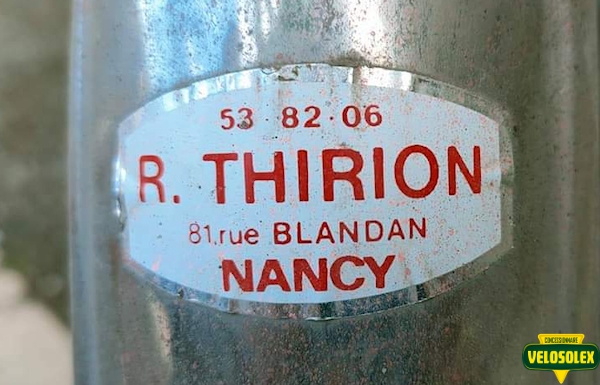 53·82·06
R. THIRION
81, rue BLANDAN
NANCY
CONCESSIONNAIRE
VELOSOLEX